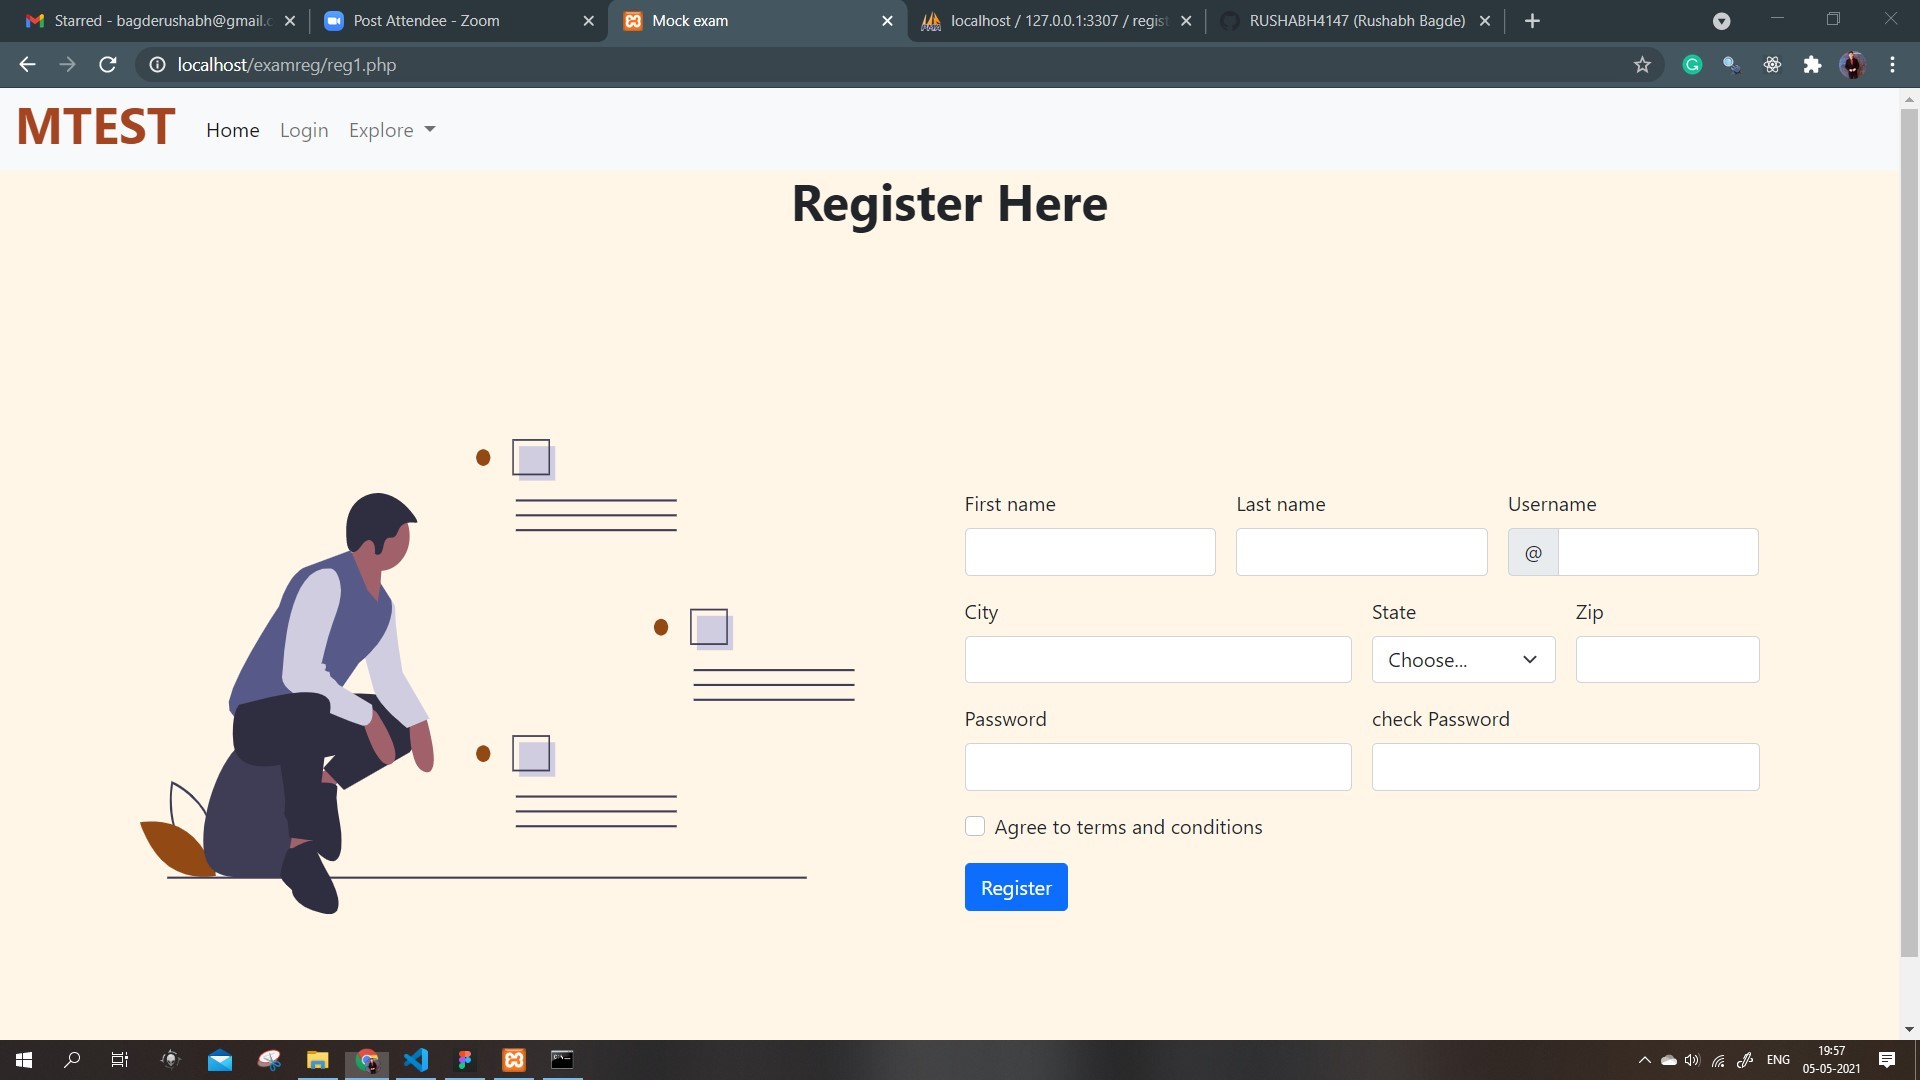 Starred - bagderushabh@gmail.c
Post Attendee - Zoom
Mock exam
localhost / 127.0.0.1:3307 / regist
RUSHABH4147 (Rushabh Bagde)
localhost/examreg/reg1.php
MTEST
Home
Login
Explore
Register Here
First name
Last name
Username
@
City
State
Zip
Choose...
Password
check Password
Agree to terms and conditions
Register
ENG
19:57
05-05-2021